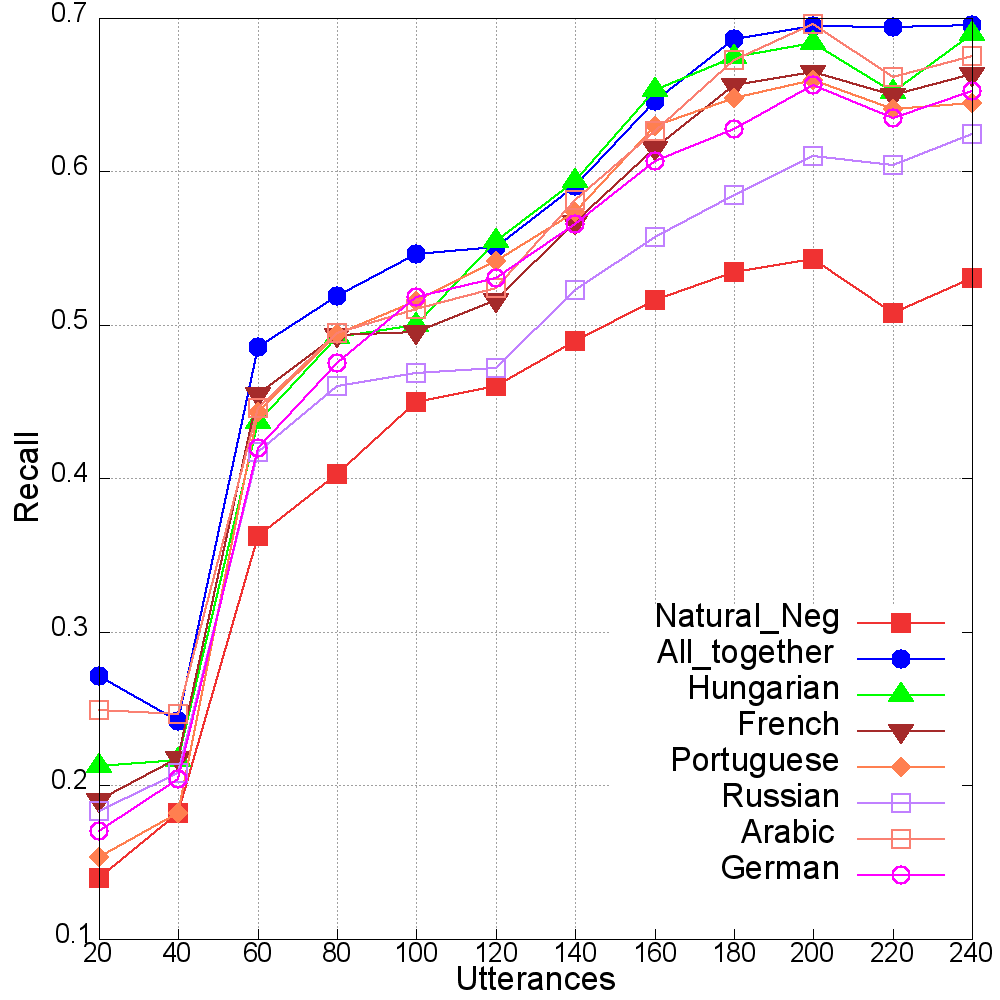 0.7
0.6
0.5
0.4
0.3
0.2
0.1
Recall
20 40 60 80 100 120 140 160 180 200 220 240
Utterances
Natural_Neg
All_together
Hungarian
French
Portuguese
Russian
Arabic
German